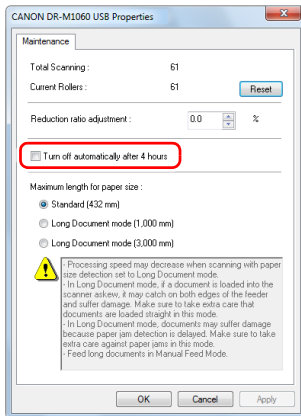 CANON DR-M1060 USB Properties
Maintenance
Total Scanning : 61
Current Rollers : 61 Reset
Reduction ratio adjustment : 0.0 %
Turn off automatically after 4 hours
Maximum length for paper size :
Standard (432 mm)
Long Document mode (1,000 mm)
Long Document mode (3,000 mm)
- Processing speed may decrease when scanning with paper
size detection set to Long Document mode.
- In Long Document mode, if a document is loaded into the
scanner askew, it may catch on both edges of the feeder
and suffer damage. Make sure to take extra care that
documents are loaded straight in this mode.
- In Long Document mode, documents may suffer damage
because paper jam detection is delayed. Make sure to take
extra care against paper jams in this mode.
- Feed long documents in Manual Feed Mode.
OK Cancel Apply